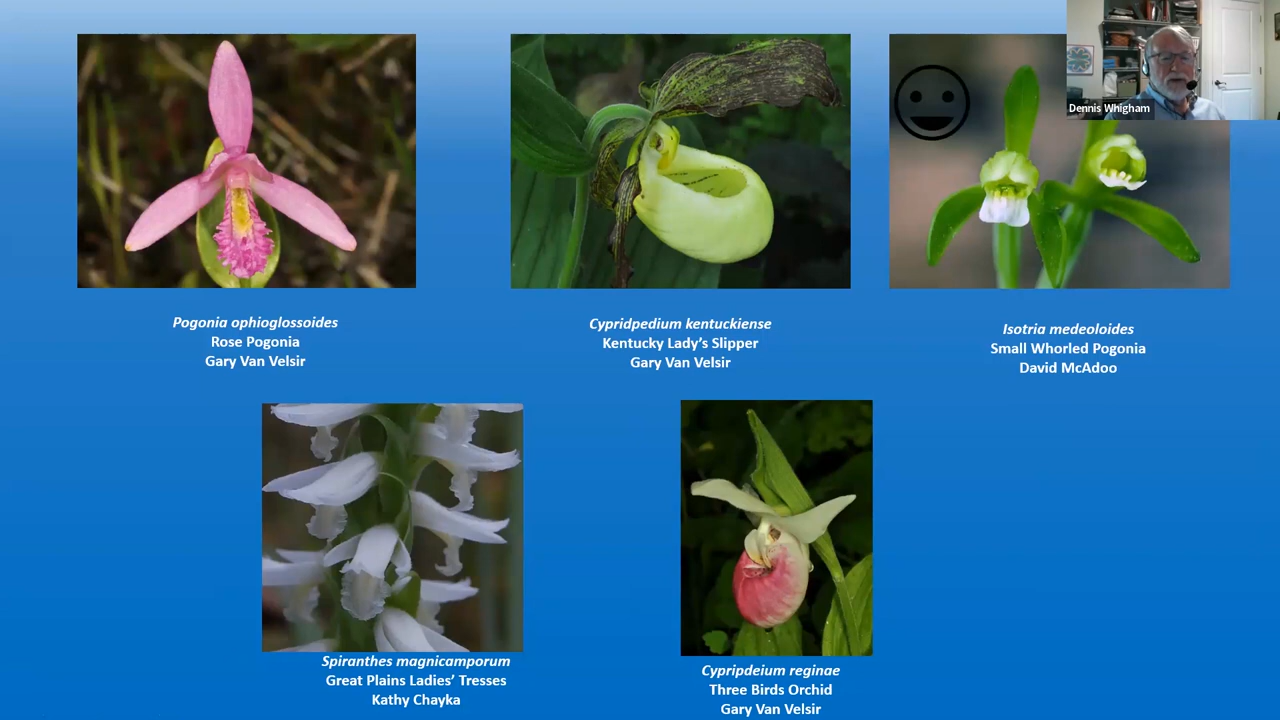 Dennis Whigham
Pogonia ophioglossoides
Rose Pogonia
Gary Van Velsir
Cypridpedium kentuckiense
Kentucky Lady's Slipper
Gary Van Velsir
Isotria medeoloides
Small Whorled Pogonia
David McAdoo
Spiranthes magnicamporum
Great Plains Ladies' Tresses
Kathy Chayka
Cypripdeium reginae
Three Birds Orchid
Gary Van Velsir